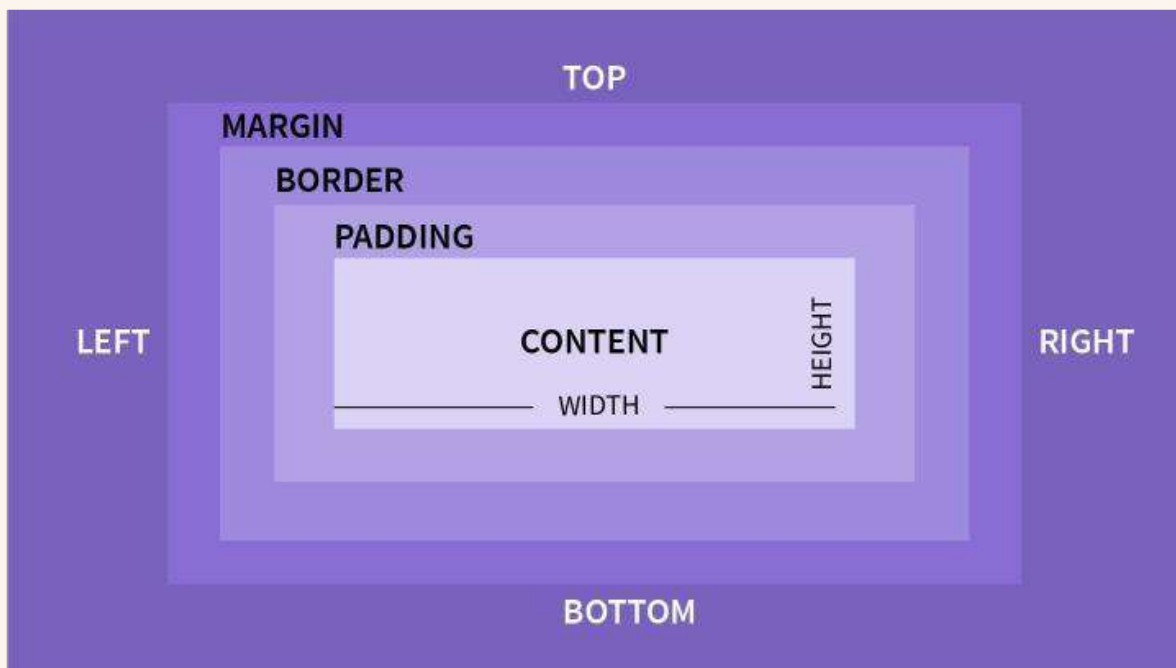 TOP
MARGIN
BORDER
PADDING
HEIGHT
LEFT
CONTENT
RIGHT
WIDTH
BOTTOM